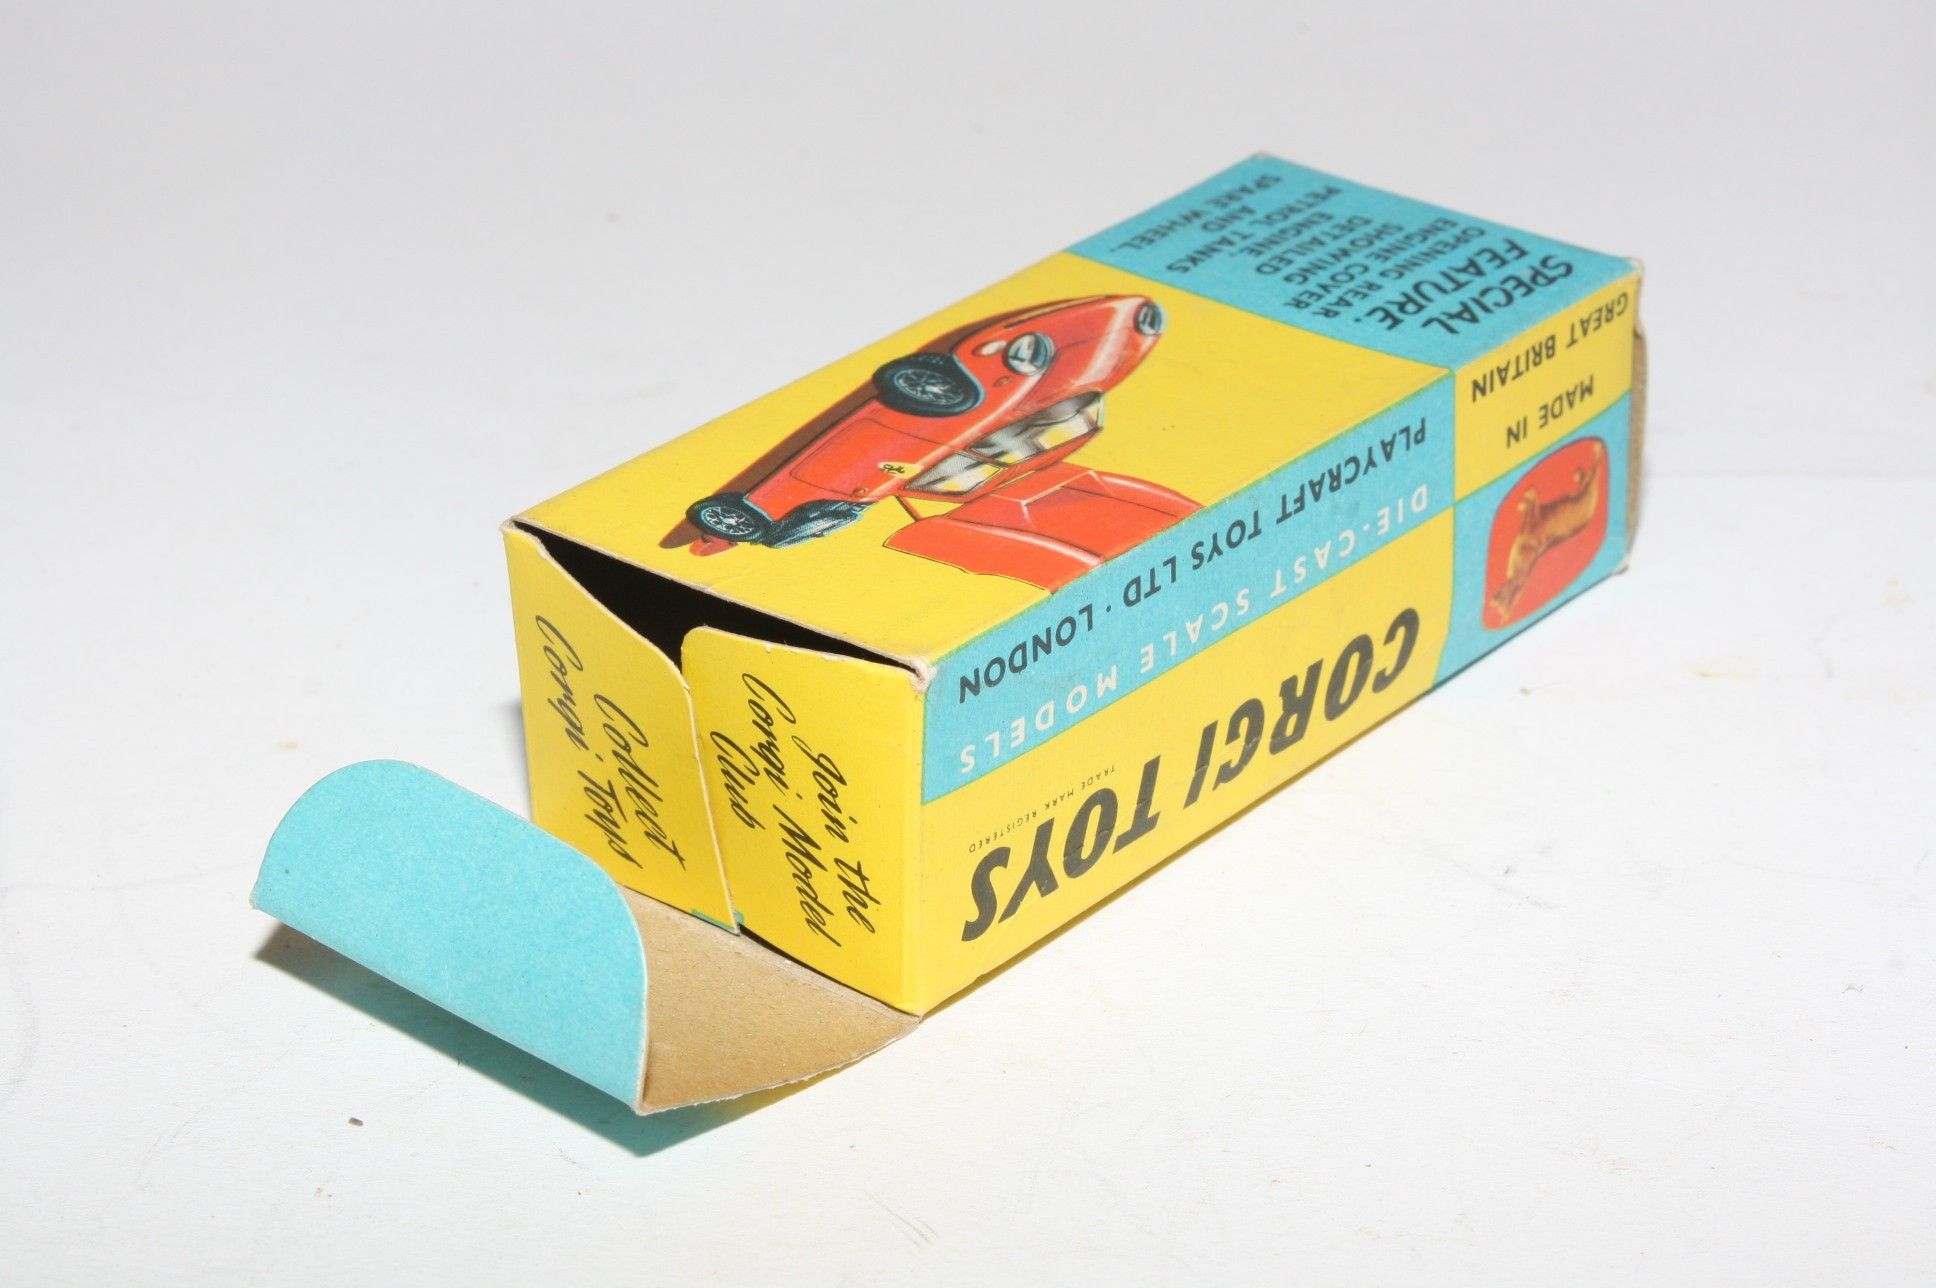 SPECIAL
FEATURE.
OPENING REAR
ENGINE COVER
SHOWING
DETAILED
ENGINE,
PETROL TANKS
AND
SPARE WHEEL
MADE IN
GREAT BRITAIN
CORGI TOYS
TRADE MARK REGISTERED
DIE-CAST SCALE MODELS
PLAYCRAFT TOYS LTD · LONDON
Join the
Corgi Model
Club
Collect
Corgi Toys